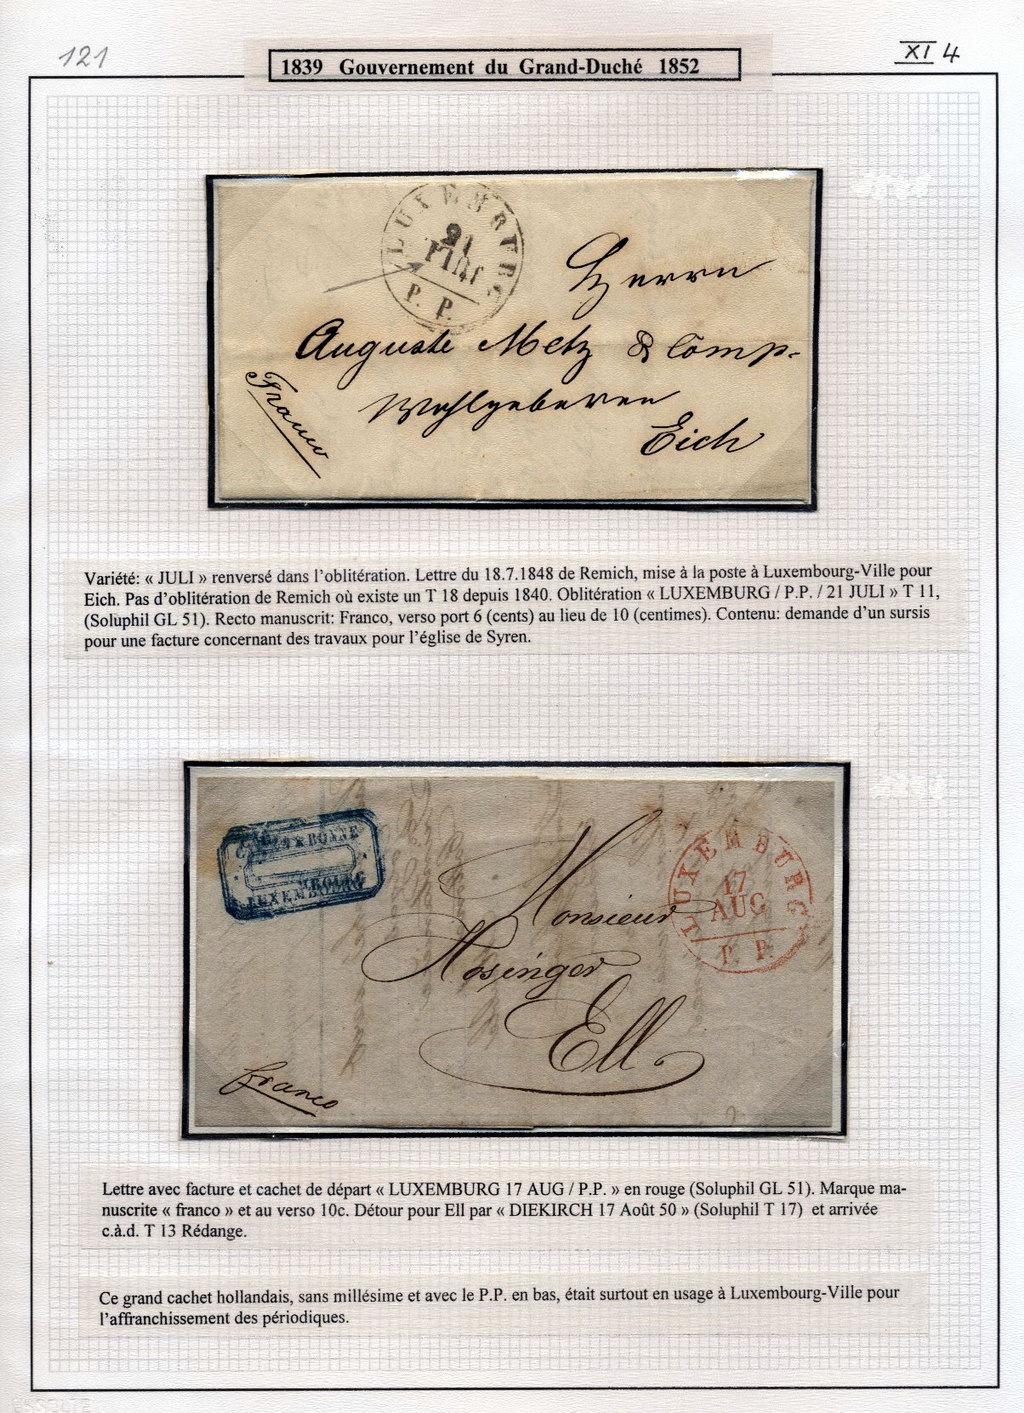 121
XI 4
1839 Gouvernement du Grand-Duché 1852
LUXEMBURG
21
JULI
P. P.
Herrn
Auguste Metz & Comp.
Wohlgeboren
Eich
Franco
Variété: « JULI » renversé dans l'oblitération. Lettre du 18.7.1848 de Remich, mise à la poste à Luxembourg-Ville pour
Eich. Pas d'oblitération de Remich où existe un T 18 depuis 1840. Oblitération « LUXEMBURG / P.P. / 21 JULI » T 11,
(Soluphil GL 51). Recto manuscrit: Franco, verso port 6 (cents) au lieu de 10 (centimes). Contenu: demande d'un sursis
pour une facture concernant des travaux pour l'église de Syren.
BONNE
LUXEMBOURG
LUXEMBURG
17
AUG
P. P.
Monsieur
Nosinger
Ell
franco
Lettre avec facture et cachet de départ « LUXEMBURG 17 AUG / P.P. » en rouge (Soluphil GL 51). Marque ma-
nuscrite « franco » et au verso 10c. Détour pour Ell par « DIEKIRCH 17 Août 50 » (Soluphil T 17) et arrivée
c.à.d. T 13 Rédange.
Ce grand cachet hollandais, sans millésime et avec le P.P. en bas, était surtout en usage à Luxembourg-Ville pour
l'affranchissement des périodiques.